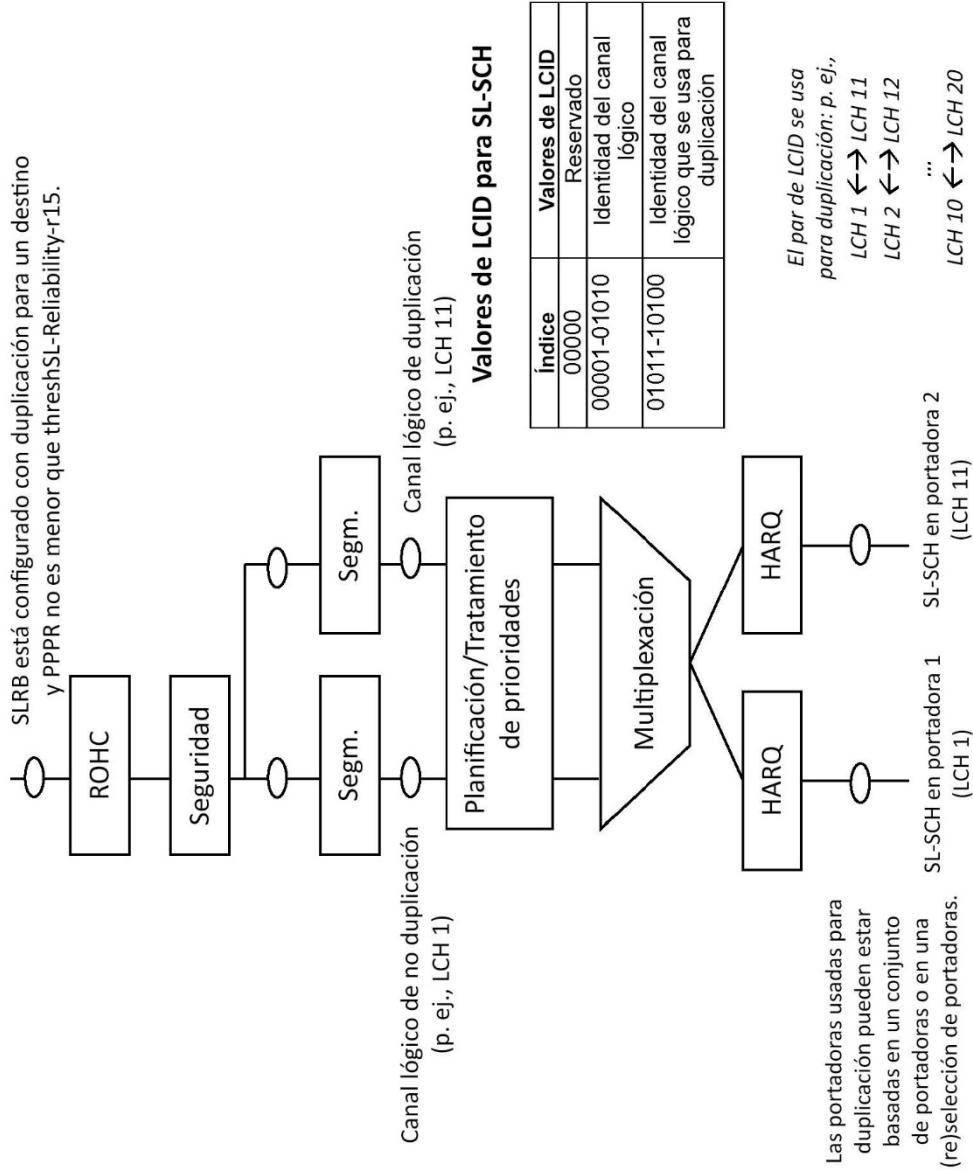 SLRB está configurado con duplicación para un destino
y PPPR no es menor que threshSL-Reliability-r15.
ROHC
Seguridad
Segm.
Segm.
Canal lógico de no duplicación
(p. ej., LCH 1)
Canal lógico de duplicación
(p. ej., LCH 11)
Planificación/Tratamiento
de prioridades
Multiplexación
HARQ
HARQ
SL-SCH en portadora 1
(LCH 1)
SL-SCH en portadora 2
(LCH 11)
Las portadoras usadas para
duplicación pueden estar
basadas en un conjunto
de portadoras o en una
(re)selección de portadoras.
Valores de LCID para SL-SCH
Índice Valores de LCID
00000 Reservado
00001-01010 Identidad del canal
lógico
01011-10100 Identidad del canal
lógico que se usa para
duplicación
El par de LCID se usa
para duplicación: p. ej.,
LCH 1 ←→ LCH 11
LCH 2 ←→ LCH 12
...
LCH 10 ←→ LCH 20